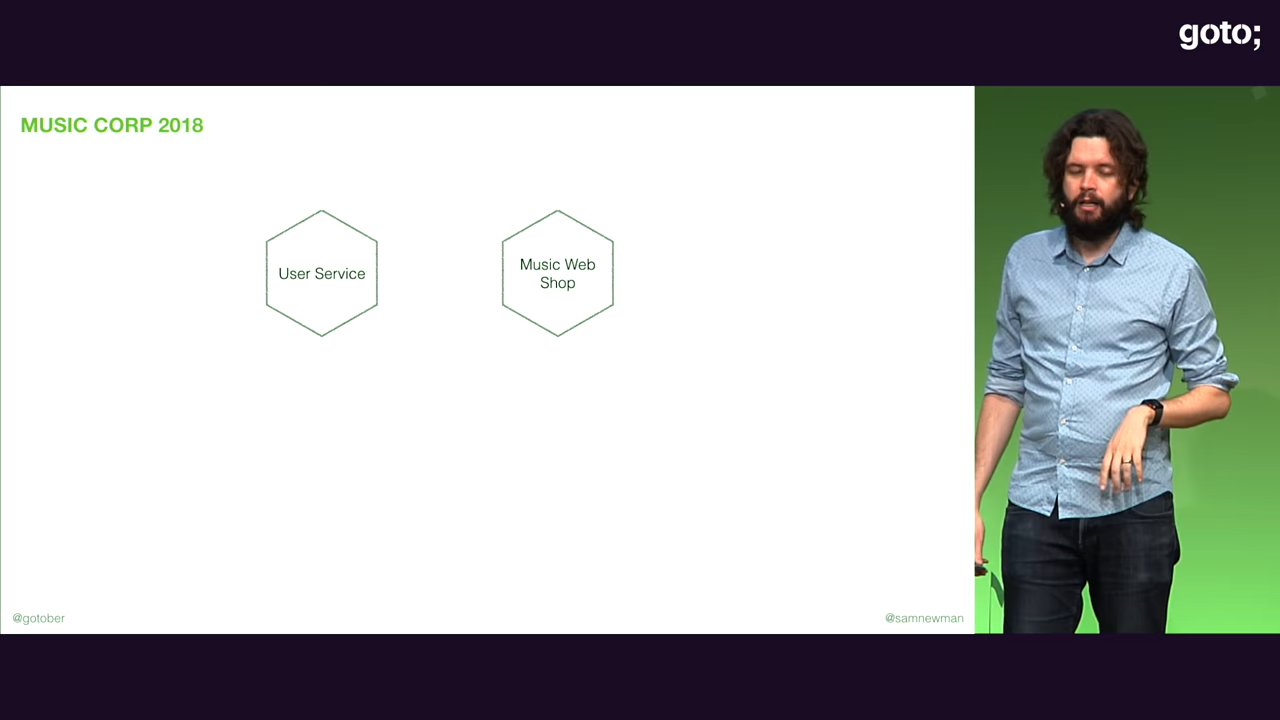 goto;
MUSIC CORP 2018
User Service
Music Web
Shop
@gotober
@samnewman